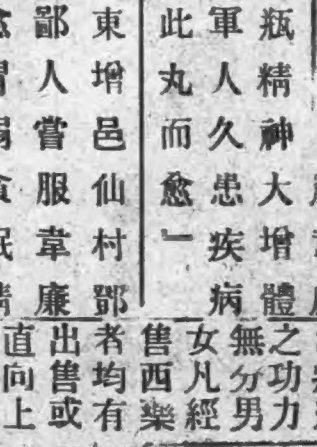 瓶精神大增體
軍人久患疾病
此丸而愈』
東增邑仙村鄧
鄙人嘗服韋廉
之功力
無分男
女凡經
售西藥
者均有
出售或
直向上